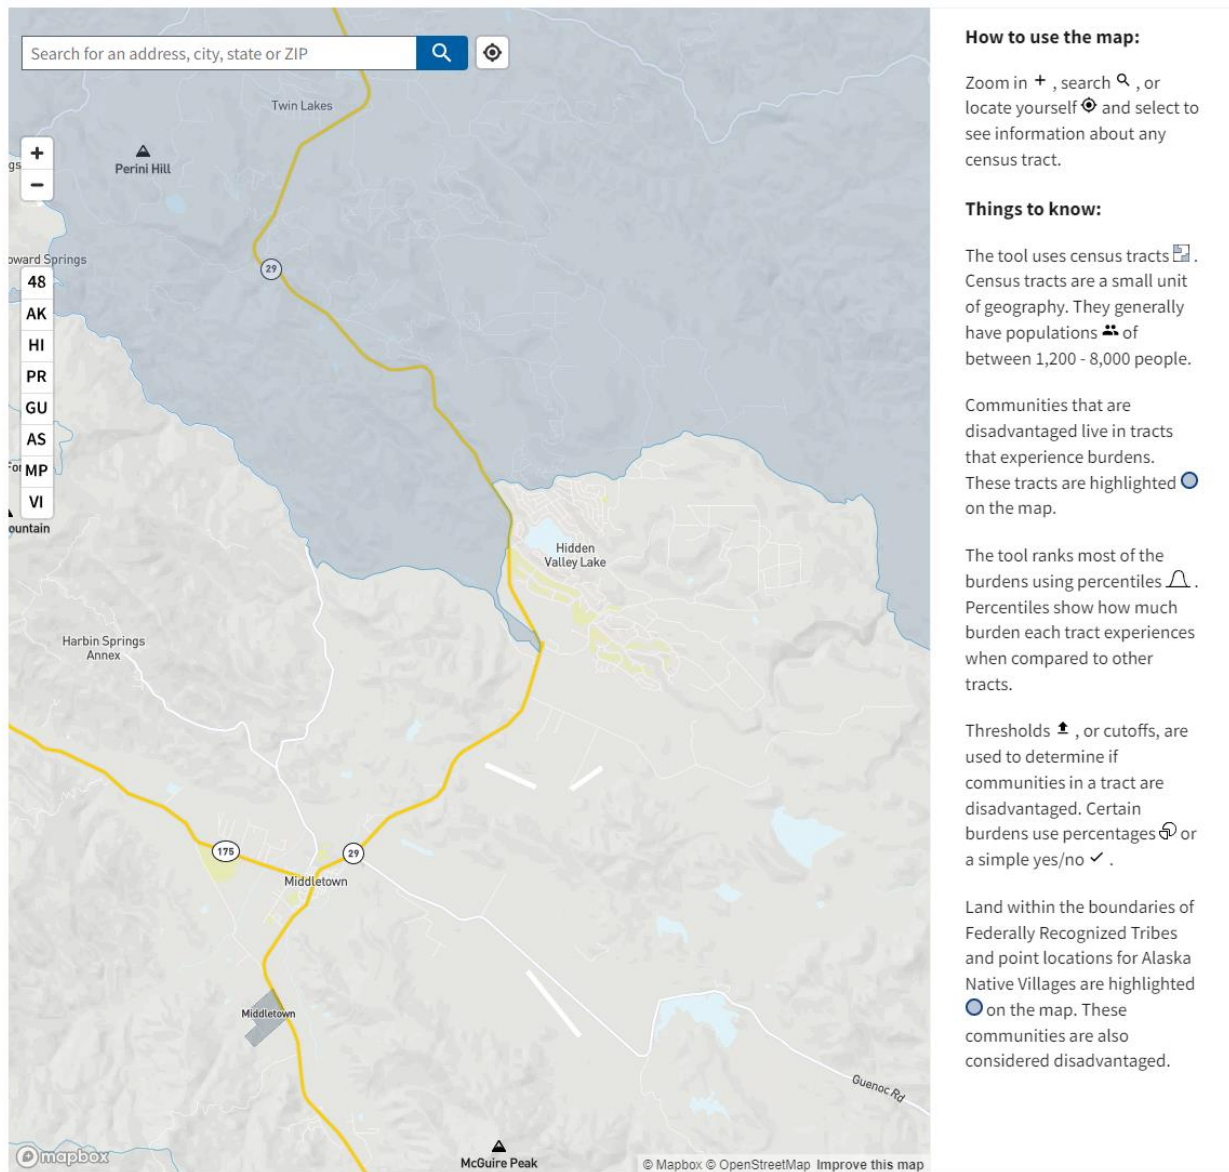 Search for an address, city, state or ZIP
Twin Lakes
Perini Hill
gs
+
−
oward Springs
29
48
AK
HI
PR
GU
AS
MP
VI
For
ountain
Hidden
Valley Lake
Harbin Springs
Annex
175
29
Middletown
Middletown
Guenoc Rd
McGuire Peak
mapbox
© Mapbox © OpenStreetMap Improve this map
How to use the map:
Zoom in + , search , or
locate yourself and select to
see information about any
census tract.
Things to know:
The tool uses census tracts .
Census tracts are a small unit
of geography. They generally
have populations of
between 1,200 - 8,000 people.
Communities that are
disadvantaged live in tracts
that experience burdens.
These tracts are highlighted
on the map.
The tool ranks most of the
burdens using percentiles .
Percentiles show how much
burden each tract experiences
when compared to other
tracts.
Thresholds , or cutoffs, are
used to determine if
communities in a tract are
disadvantaged. Certain
burdens use percentages or
a simple yes/no .
Land within the boundaries of
Federally Recognized Tribes
and point locations for Alaska
Native Villages are highlighted
on the map. These
communities are also
considered disadvantaged.